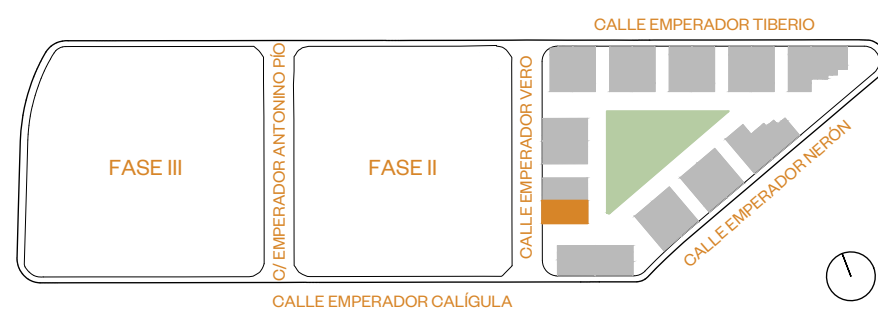 CALLE EMPERADOR TIBERIO
C/ EMPERADOR ANTONINO PÍO
CALLE EMPERADOR VERO
FASE III
FASE II
CALLE EMPERADOR NERÓN
CALLE EMPERADOR CALÍGULA